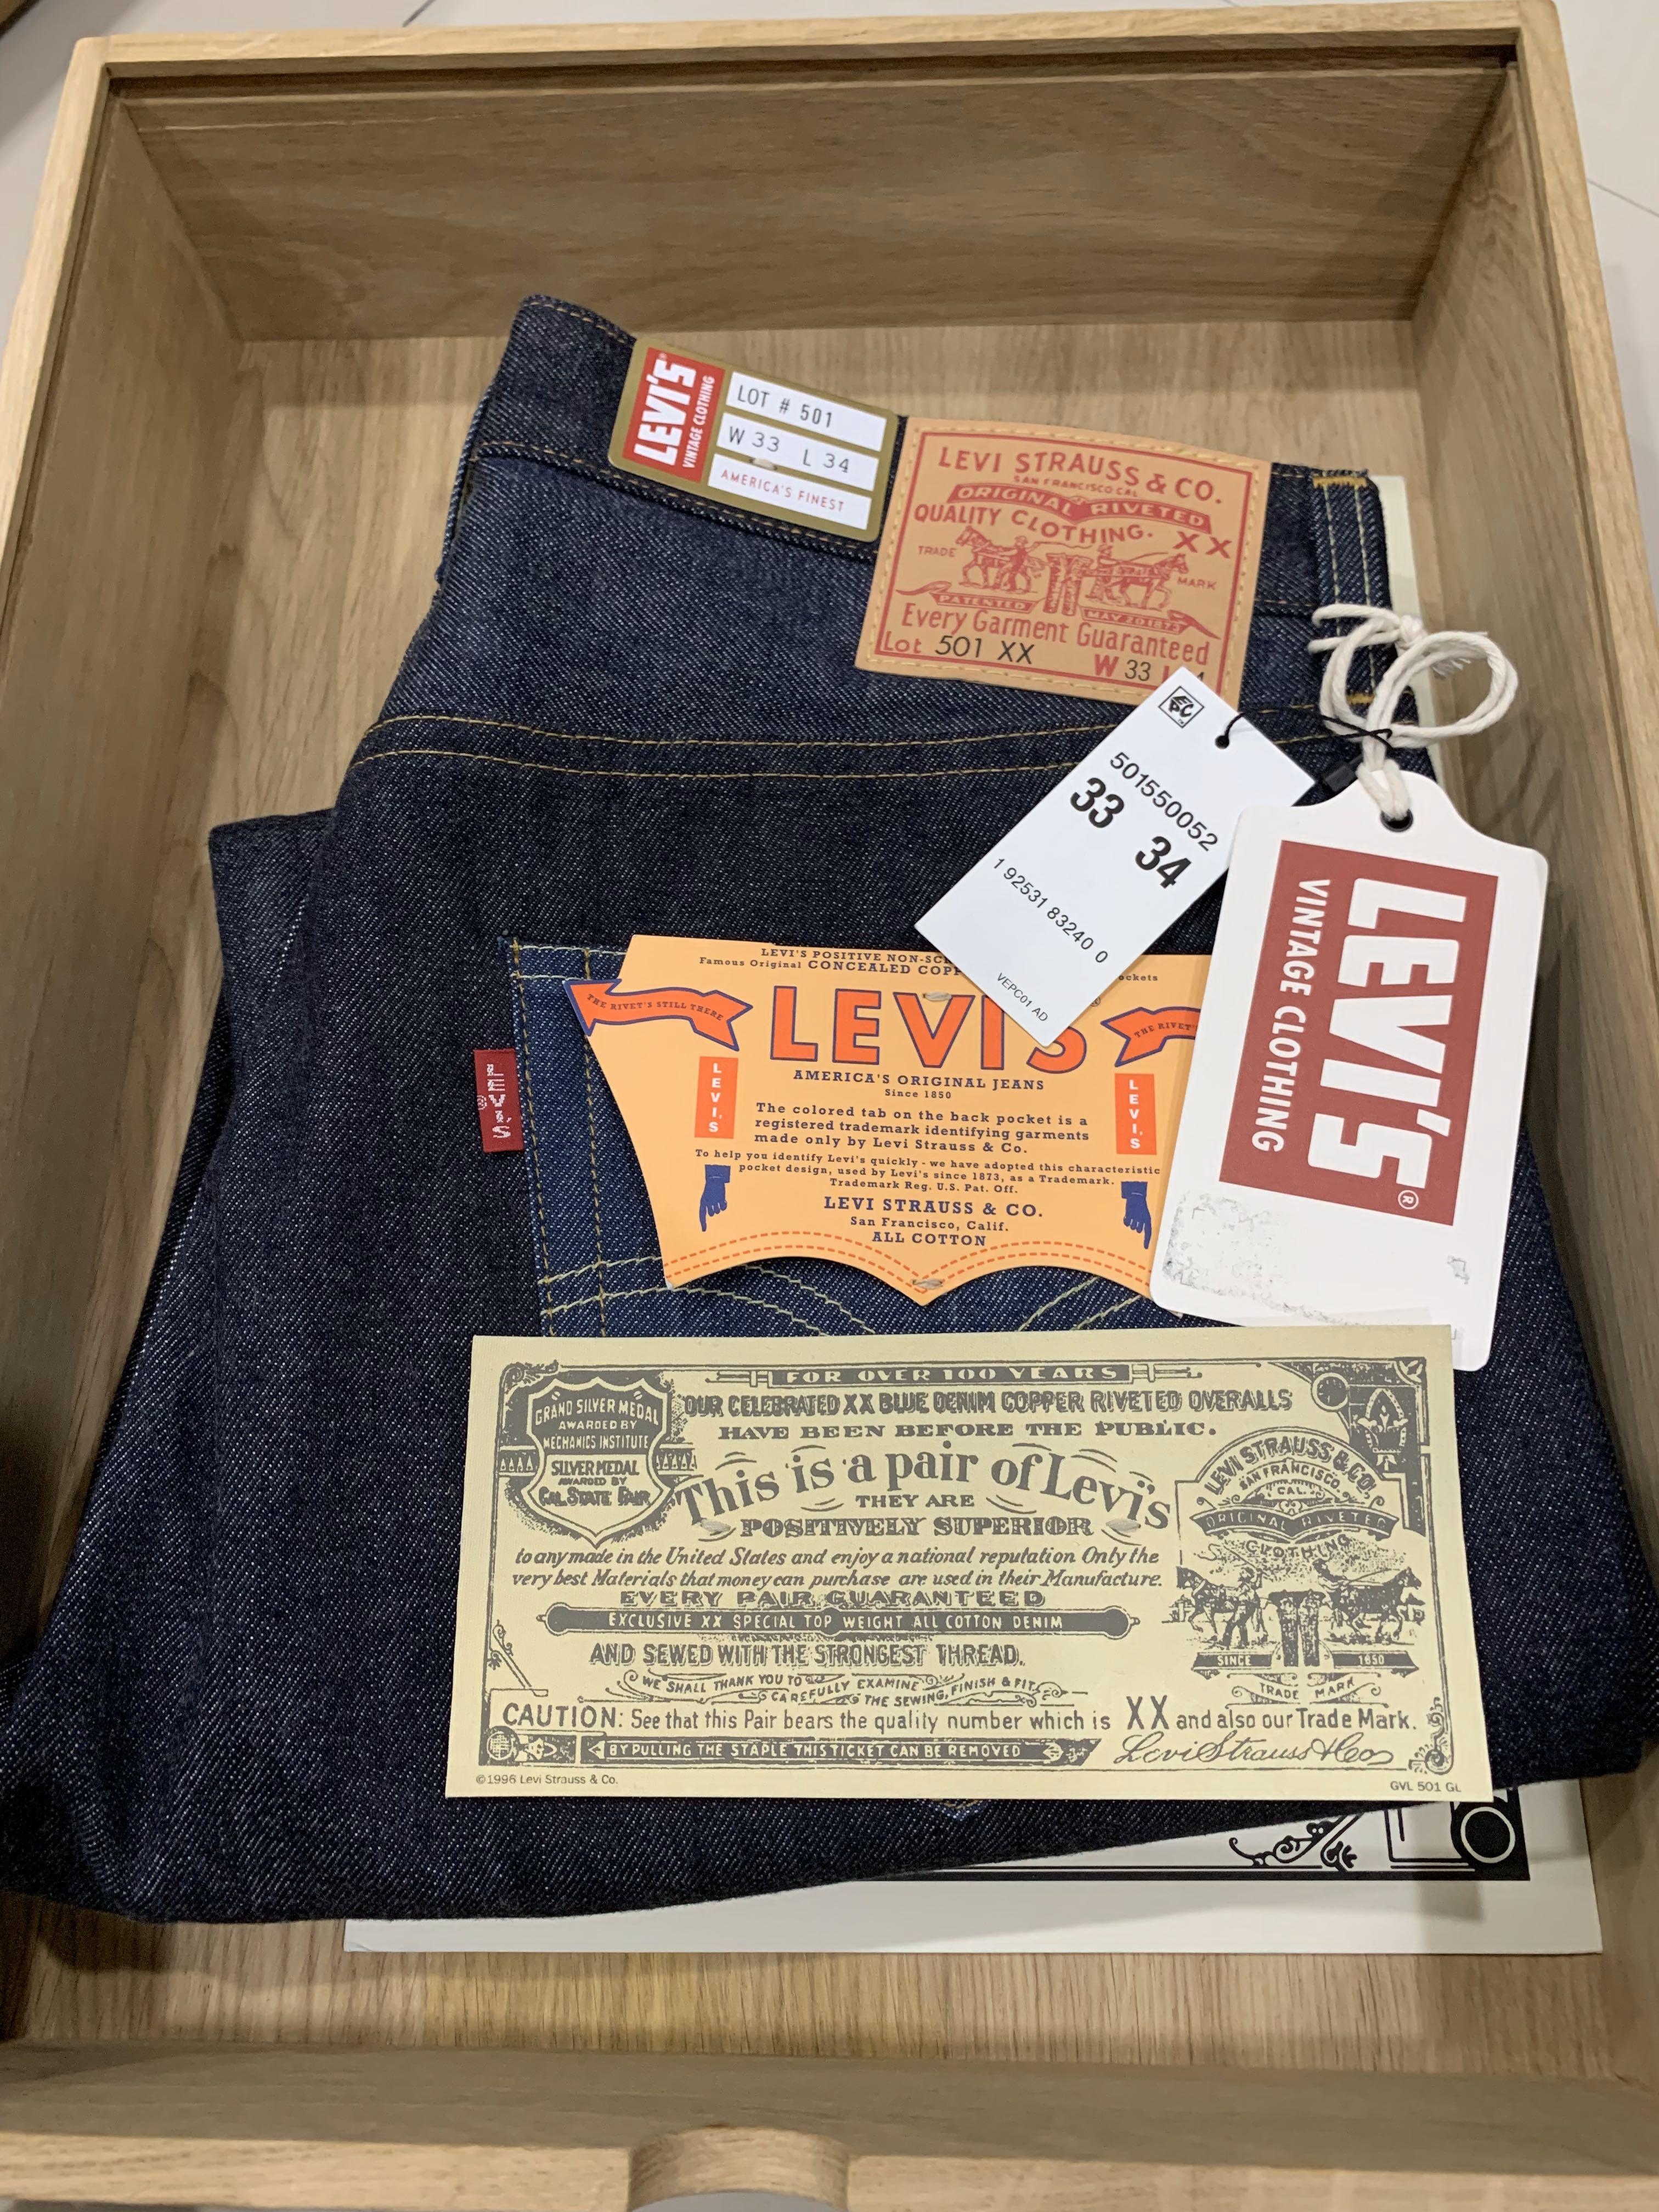 LEVI'S®
VINTAGE CLOTHING
LOT # 501
W 33 L 34
AMERICA'S FINEST
LEVI STRAUSS & CO.
SAN FRANCISCO CAL
ORIGINAL RIVETED
QUALITY CLOTHING. XX
TRADE MARK
PATENTED MAY 20 1873
Every Garment Guaranteed
Lot 501 XX
W 33
501550052
33 34
1 92531 83240 0
VEPC01 AD
LEVI'S®
VINTAGE CLOTHING
LEVI'S POSITIVE
Famous Original CONCEALED
THE RIVET'S STILL THERE
LEVI'S
®
THE RIVET'S
AMERICA'S ORIGINAL JEANS
Since 1850
LEVI'S
LEVI'S
The colored tab on the back pocket is a
registered trademark identifying garments
made only by Levi Strauss & Co.
To help you identify Levi's quickly - we have adopted this characteristic
pocket design, used by Levi's since 1873, as a Trademark.
Trademark Reg. U.S. Pat. Off.
LEVI STRAUSS & CO.
San Francisco, Calif.
ALL COTTON
LEVI'S®
FOR OVER 100 YEARS
OUR CELEBRATED XX BLUE DENIM COPPER RIVETED OVERALLS
HAVE BEEN BEFORE THE PUBLIC.
GRAND SILVER MEDAL
AWARDED BY
MECHANICS INSTITUTE
SILVER MEDAL
AWARDED BY
CAL. STATE FAIR
This is a pair of Levi's
THEY ARE
POSITIVELY SUPERIOR
to any made in the United States and enjoy a national reputation Only the
very best Materials that money can purchase are used in their Manufacture.
EVERY PAIR GUARANTEED
EXCLUSIVE XX SPECIAL TOP WEIGHT ALL COTTON DENIM
AND SEWED WITH THE STRONGEST THREAD.
WE SHALL THANK YOU TO
CAREFULLY EXAMINE
THE SEWING, FINISH & FIT
LEVI STRAUSS & CO.
SAN FRANCISCO.
CAL.
ORIGINAL RIVETED
CLOTHING
SINCE 1850
TRADE MARK
CAUTION: See that this Pair bears the quality number which is XX and also our Trade Mark.
BY PULLING THE STAPLE THIS TICKET CAN BE REMOVED
Levi Strauss & Co
©1996 Levi Strauss & Co.
GVL 501 GL